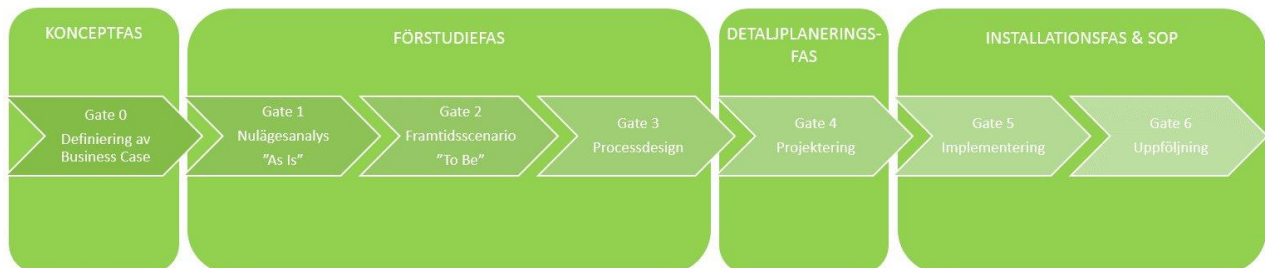 KONCEPTFAS
FÖRSTUDIEFAS
DETALJPLANERINGS-
FAS
INSTALLATIONSFAS & SOP
Gate 0
Definiering av
Business Case
Gate 1
Nulägesanalys
”As Is”
Gate 2
Framtidsscenario
”To Be”
Gate 3
Processdesign
Gate 4
Projektering
Gate 5
Implementering
Gate 6
Uppföljning